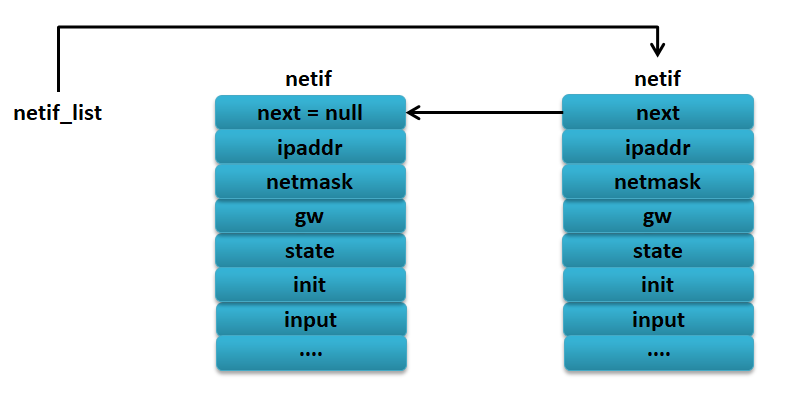 netif_list
netif
next = null
ipaddr
netmask
gw
state
init
input
....
netif
next
ipaddr
netmask
gw
state
init
input
....